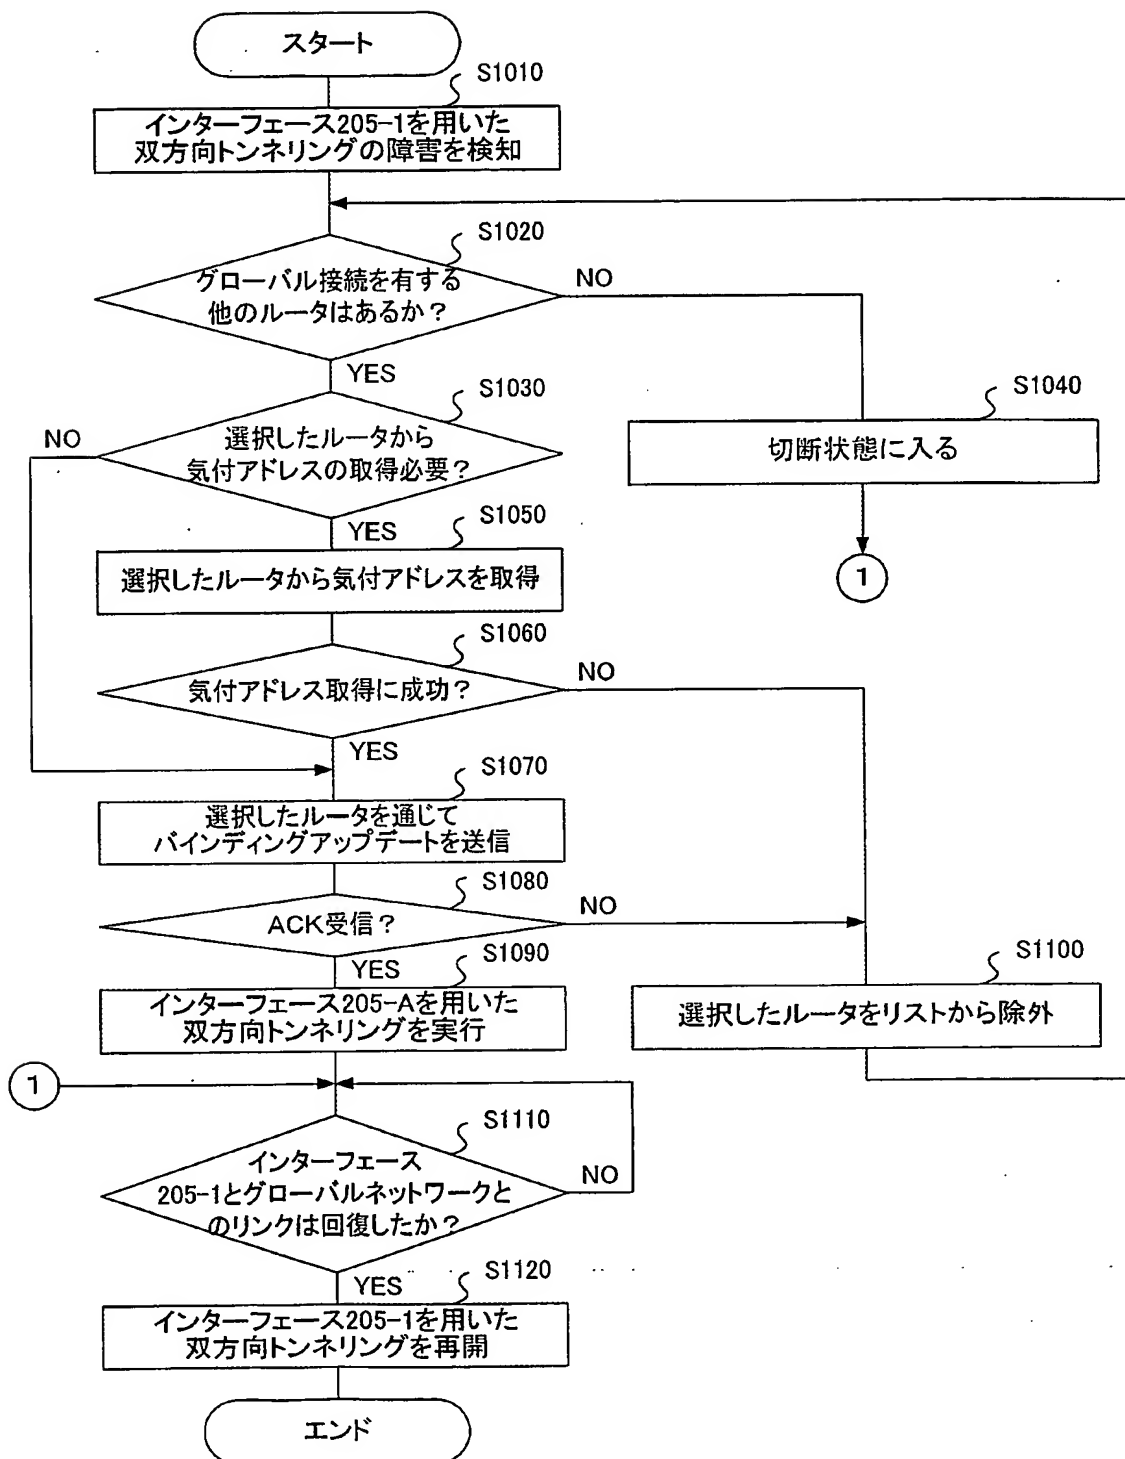 スタート
S1010
インターフェース205-1を用いた
双方向トンネリングの障害を検知
S1020
グローバル接続を有する
他のルータはあるか？
NO
YES
S1030
選択したルータから
気付アドレスの取得必要？
NO
S1040
切断状態に入る
1
YES
S1050
選択したルータから気付アドレスを取得
S1060
気付アドレス取得に成功？
NO
YES
S1070
選択したルータを通じて
バインディングアップデートを送信
S1080
ACK受信？
NO
YES
S1090
インターフェース205-Aを用いた
双方向トンネリングを実行
S1100
選択したルータをリストから除外
1
S1110
インターフェース
205-1とグローバルネットワークと
のリンクは回復したか？
NO
YES
S1120
インターフェース205-1を用いた
双方向トンネリングを再開
エンド